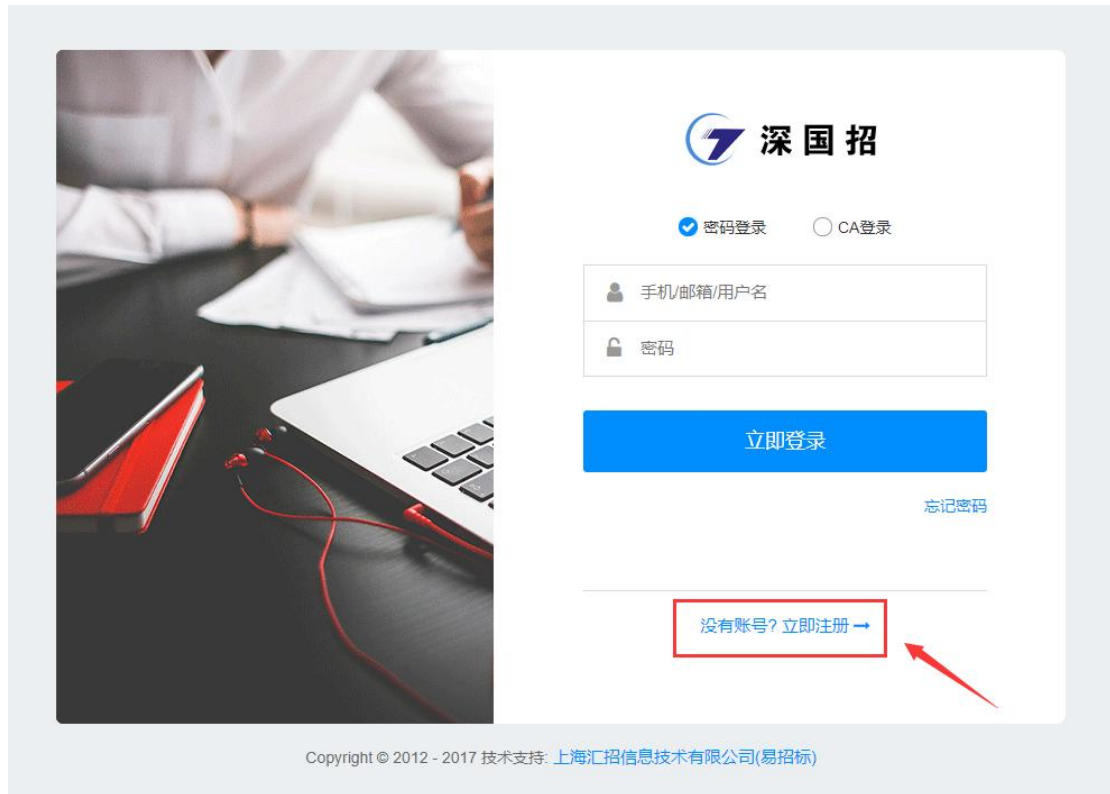 深国招
密码登录 CA登录
手机/邮箱/用户名
密码
立即登录
忘记密码
没有账号? 立即注册
Copyright © 2012 - 2017 技术支持: 上海汇招信息技术有限公司(易招标)